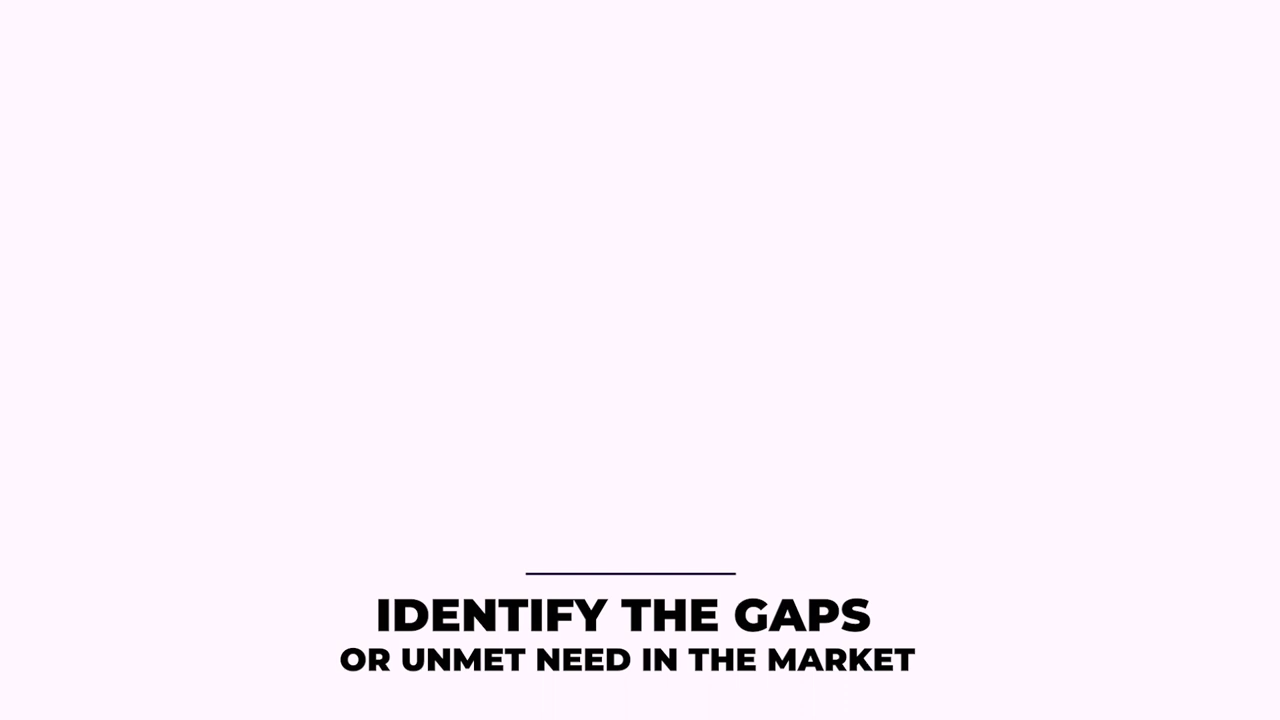 IDENTIFY THE GAPS
OR UNMET NEED IN THE MARKET